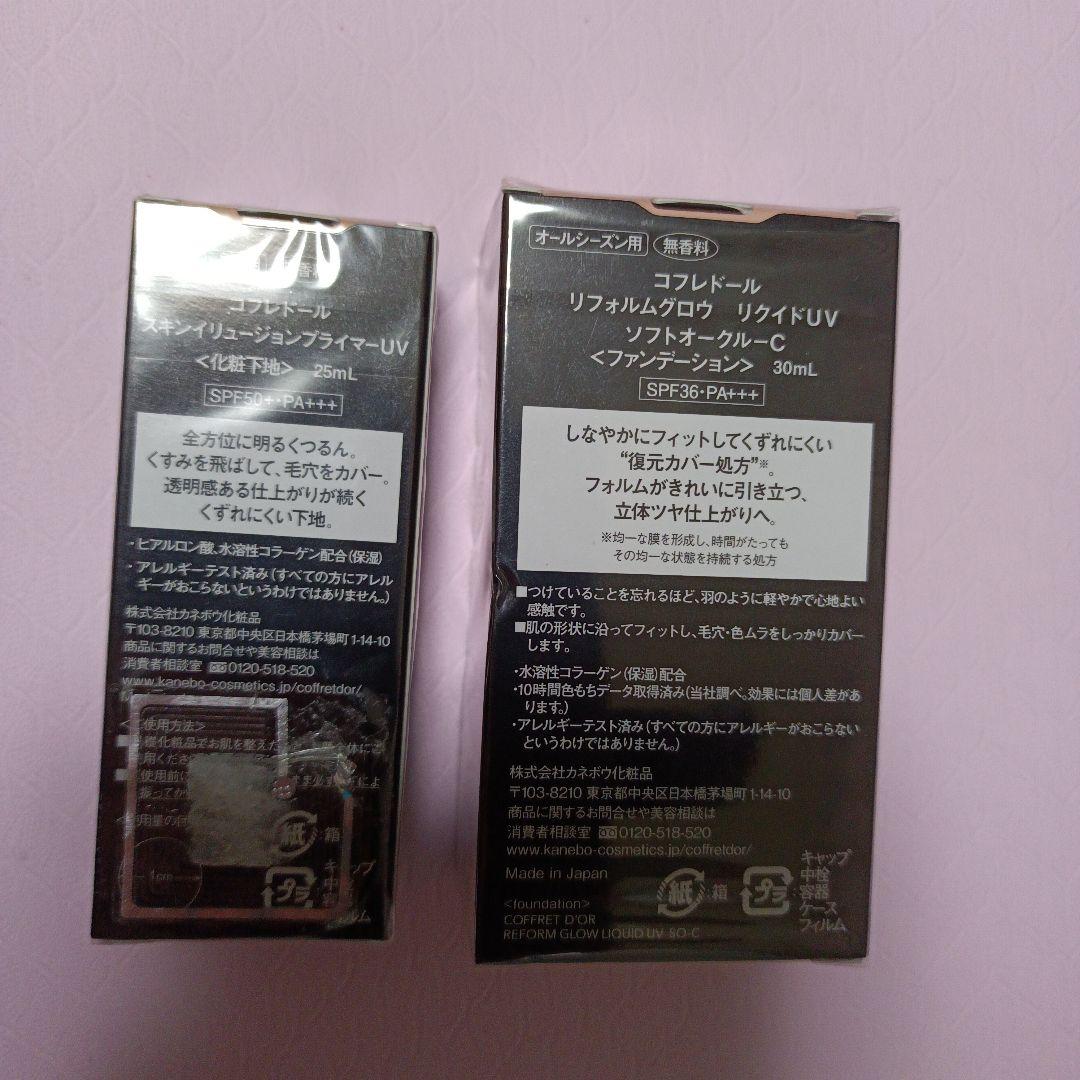 コフレドール
スキンイリュージョンプライマーUV
<化粧下地> 25mL
SPF50+・PA+++
全方位に明るくつるん。
くすみを飛ばして、毛穴をカバー。
透明感ある仕上がりが続く
くずれにくい下地。
・ヒアルロン酸、水溶性コラーゲン配合(保湿)
・アレルギーテスト済み(すべての方にアレル
ギーがおこらないというわけではありません。)
株式会社カネボウ化粧品
〒103-8210 東京都中央区日本橋茅場町1-14-10
商品に関するお問合せや美容相談は
消費者相談室 0120-518-520
www.kanebo-cosmetics.jp/coffretdor/
使用方法>
化粧品でお肌を整えた
使用前に
紙 箱
1cm
プラ
オールシーズン用 無香料
コフレドール
リフォルムグロウ リクイドUV
ソフトオークルーC
<ファンデーション> 30mL
SPF36・PA+++
しなやかにフィットしてくずれにくい
“復元カバー処方”※。
フォルムがきれいに引き立つ、
立体ツヤ仕上がりへ。
※均一な膜を形成し、時間がたっても
その均一な状態を持続する処方
■つけていることを忘れるほど、羽のように軽やかで心地よい
感触です。
■肌の形状に沿ってフィットし、毛穴・色ムラをしっかりカバー
します。
・水溶性コラーゲン(保湿)配合
・10時間色もちデータ取得済み(当社調べ。効果には個人差があ
ります。)
・アレルギーテスト済み(すべての方にアレルギーがおこらない
というわけではありません。)
株式会社カネボウ化粧品
〒103-8210 東京都中央区日本橋茅場町1-14-10
商品に関するお問合せや美容相談は
消費者相談室 0120-518-520
www.kanebo-cosmetics.jp/coffretdor/
Made in Japan
紙 箱
プラ
キャップ
中栓
容器
ケース
フィルム
<foundation>
COFFRET D'OR
REFORM GLOW LIQUID UV SO-C